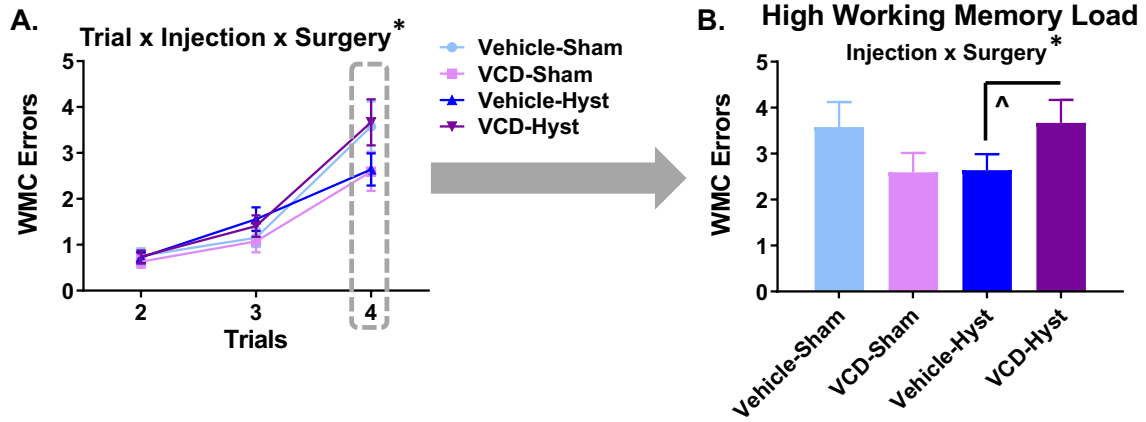 A.
Trial x Injection x Surgery*
WMC Errors
5
4
3
2
1
0
2 3 4
Trials
Vehicle-Sham
VCD-Sham
Vehicle-Hyst
VCD-Hyst
B.
High Working Memory Load
Injection x Surgery*
^
WMC Errors
5
4
3
2
1
0
Vehicle-Sham
VCD-Sham
Vehicle-Hyst
VCD-Hyst